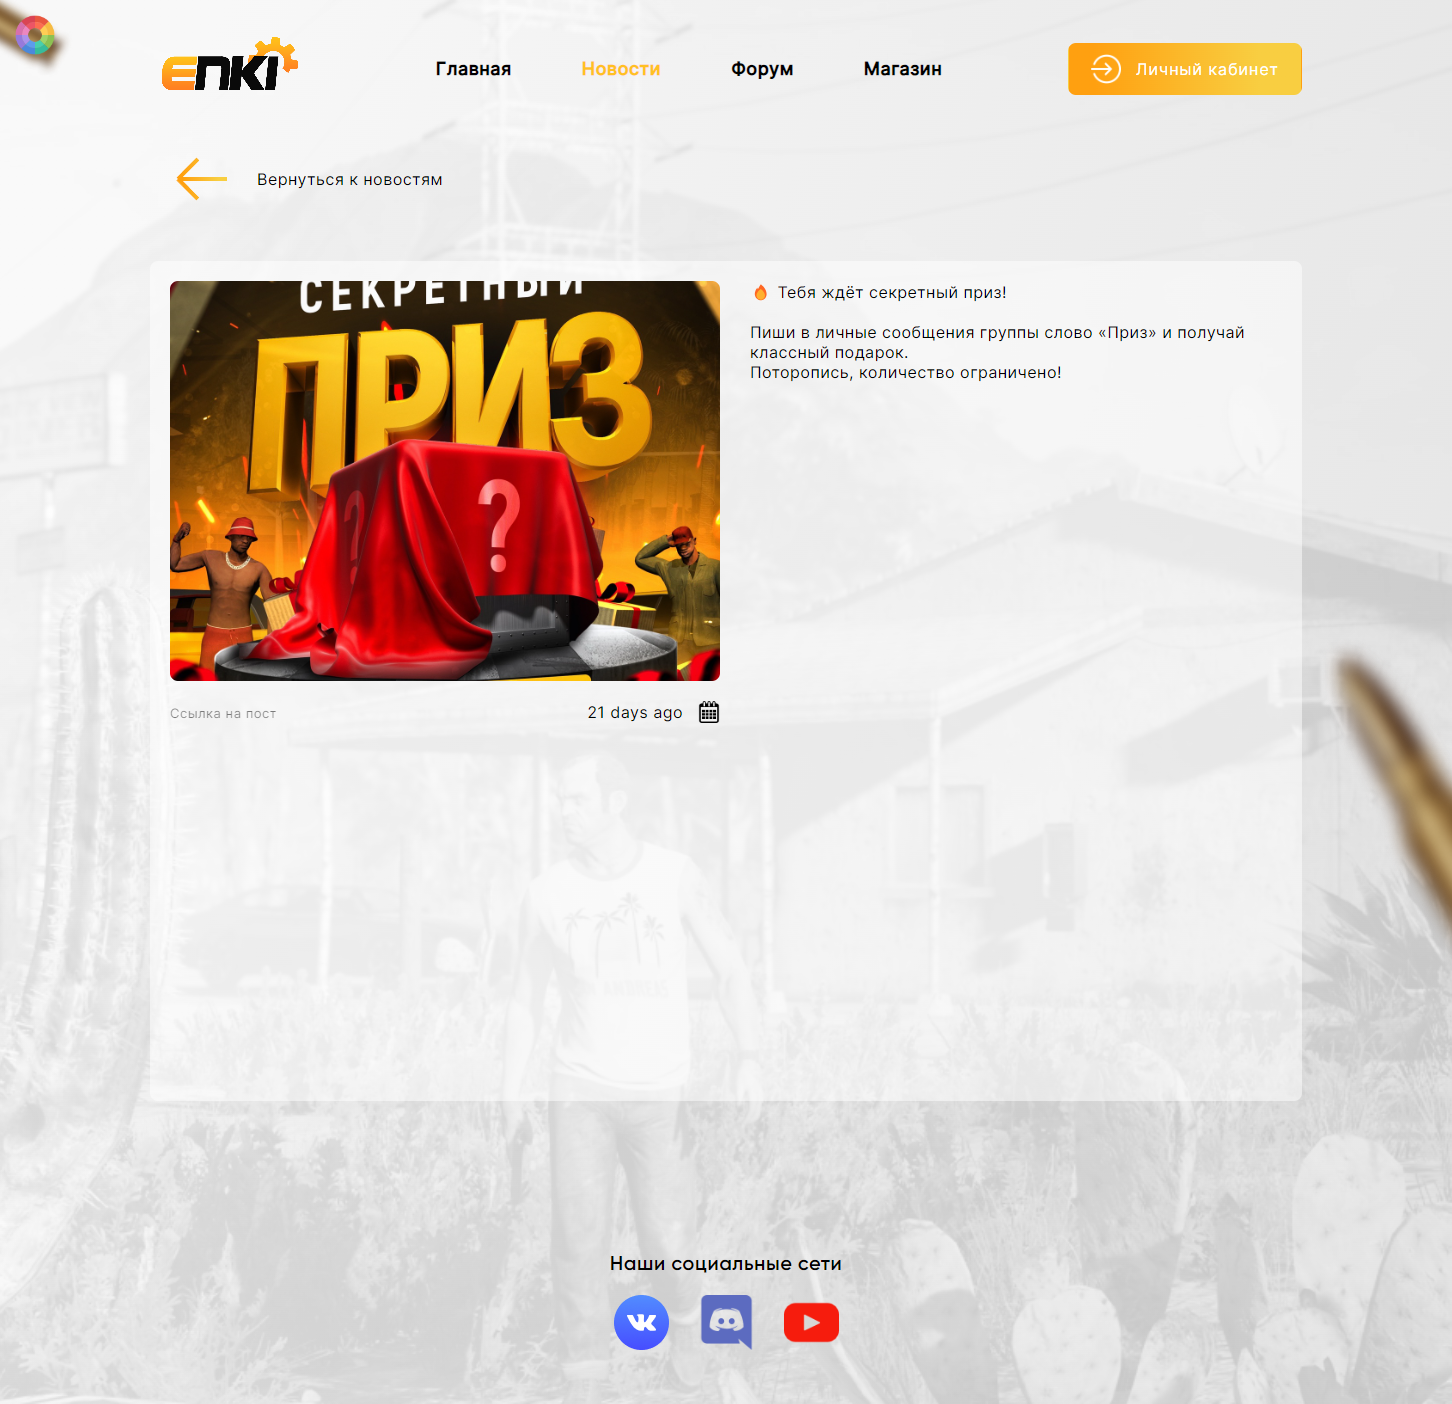 ENKI
Главная
Новости
Форум
Магазин
Личный кабинет
Вернуться к новостям
СЕКРЕТНЫЙ
ПРИЗ
?
?
Тебя ждёт секретный приз!
Пиши в личные сообщения группы слово «Приз» и получай
классный подарок.
Поторопись, количество ограничено!
Ссылка на пост
21 days ago
Наши социальные сети